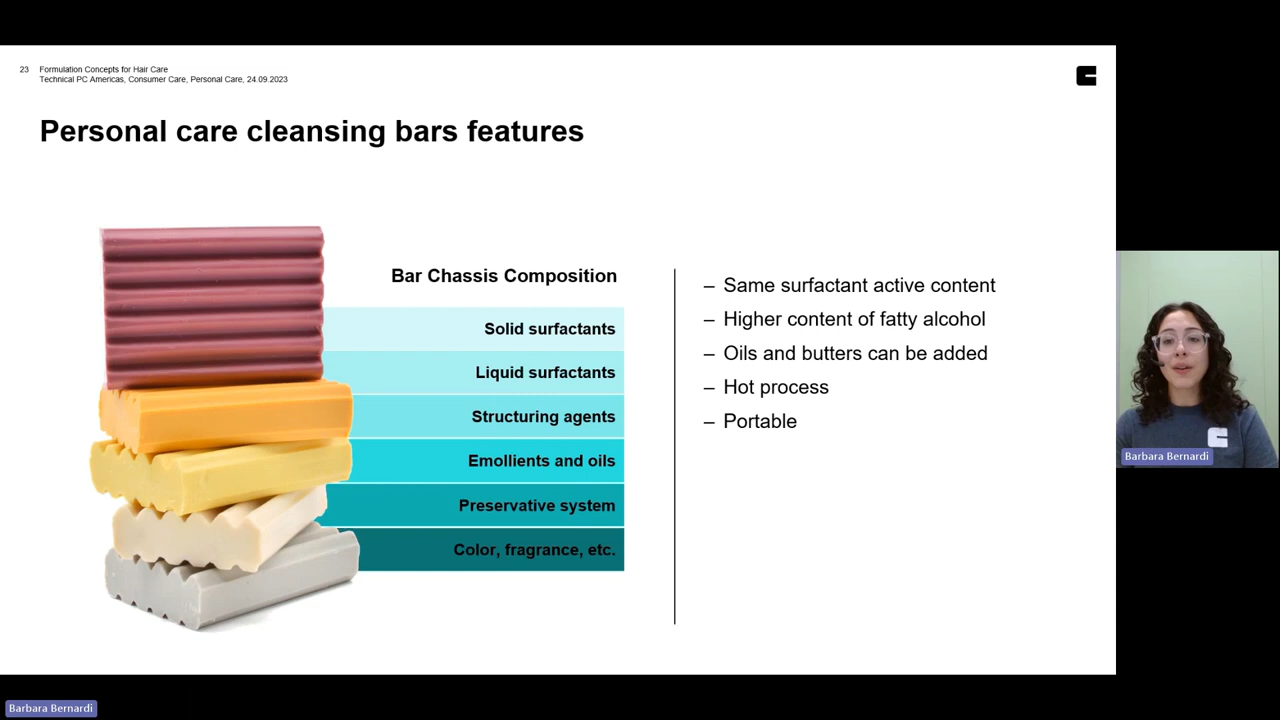 23 Formulation Concepts for Hair Care
Technical PC Americas, Consumer Care, Personal Care, 24.09.2023
Personal care cleansing bars features
Bar Chassis Composition
Solid surfactants
Liquid surfactants
Structuring agents
Emollients and oils
Preservative system
Color, fragrance, etc.
– Same surfactant active content
– Higher content of fatty alcohol
– Oils and butters can be added
– Hot process
– Portable
Barbara Bernardi
Barbara Bernardi